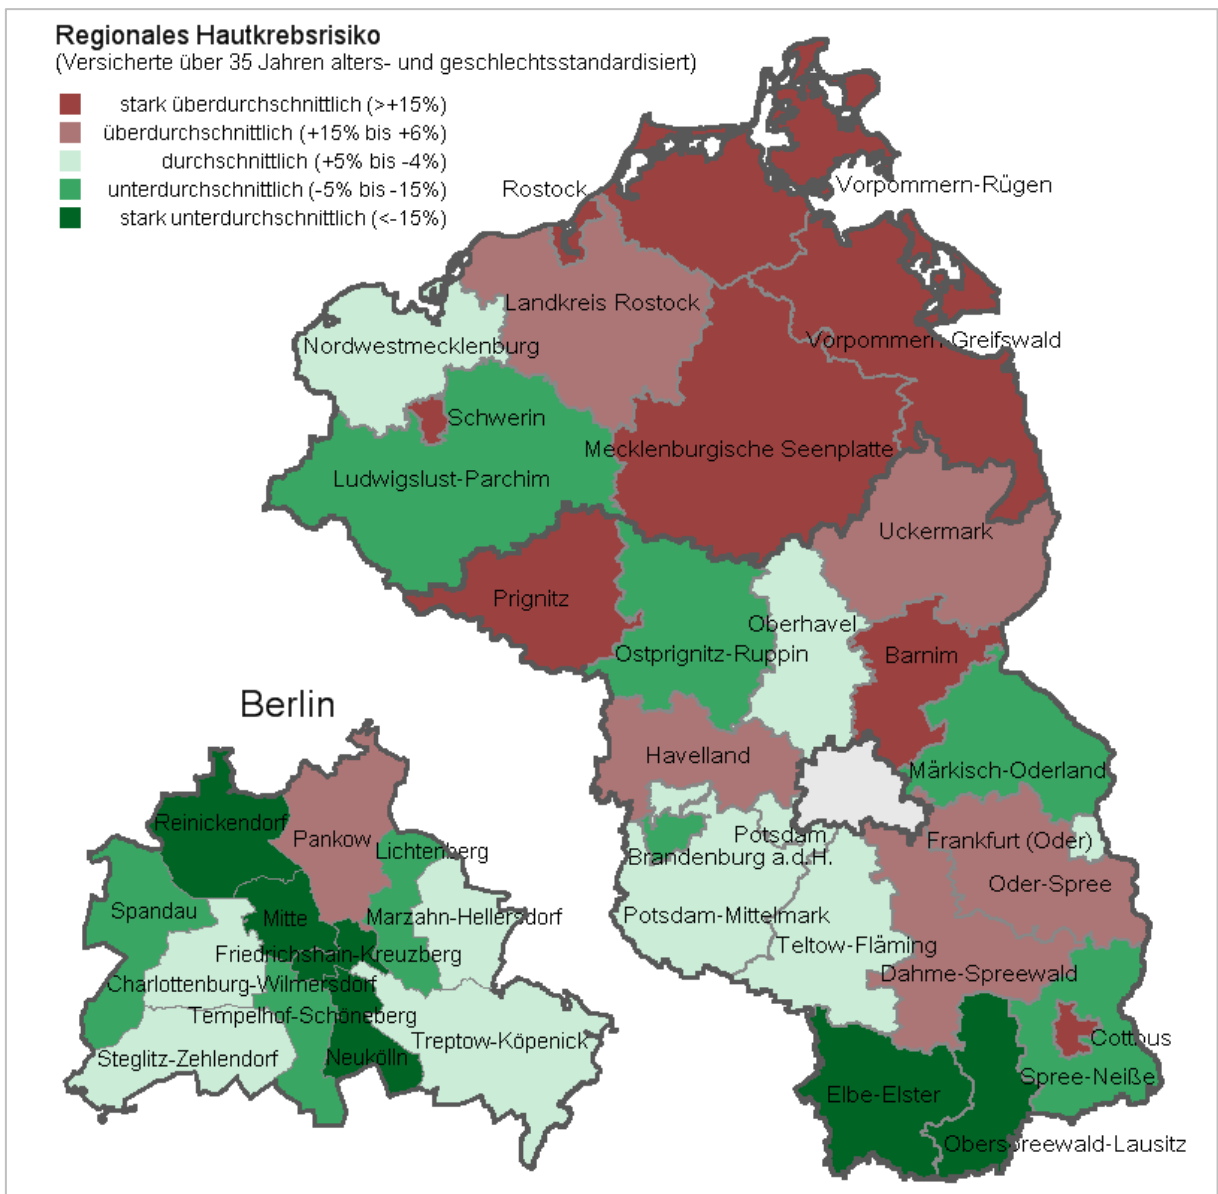 Regionales Hautkrebsrisiko
(Versicherte über 35 Jahren alters- und geschlechtsstandardisiert)
stark überdurchschnittlich (>+15%)
überdurchschnittlich (+15% bis +6%)
durchschnittlich (+5% bis -4%)
unterdurchschnittlich (-5% bis -15%)
stark unterdurchschnittlich (<-15%)
Rostock
Vorpommern-Rügen
Landkreis Rostock
Nordwestmecklenburg
Vorpommern-Greifswald
Schwerin
Mecklenburgische Seenplatte
Ludwigslust-Parchim
Uckermark
Prignitz
Oberhavel
Ostprignitz-Ruppin
Barnim
Havelland
Märkisch-Oderland
Potsdam
Frankfurt (Oder)
Brandenburg a.d.H.
Oder-Spree
Potsdam-Mittelmark
Teltow-Fläming
Dahme-Spreewald
Cottbus
Spree-Neiße
Elbe-Elster
Oberspreewald-Lausitz
Berlin
Reinickendorf
Pankow
Lichtenberg
Spandau
Mitte
Marzahn-Hellersdorf
Friedrichshain-Kreuzberg
Charlottenburg-Wilmersdorf
Tempelhof-Schöneberg
Treptow-Köpenick
Steglitz-Zehlendorf
Neukölln